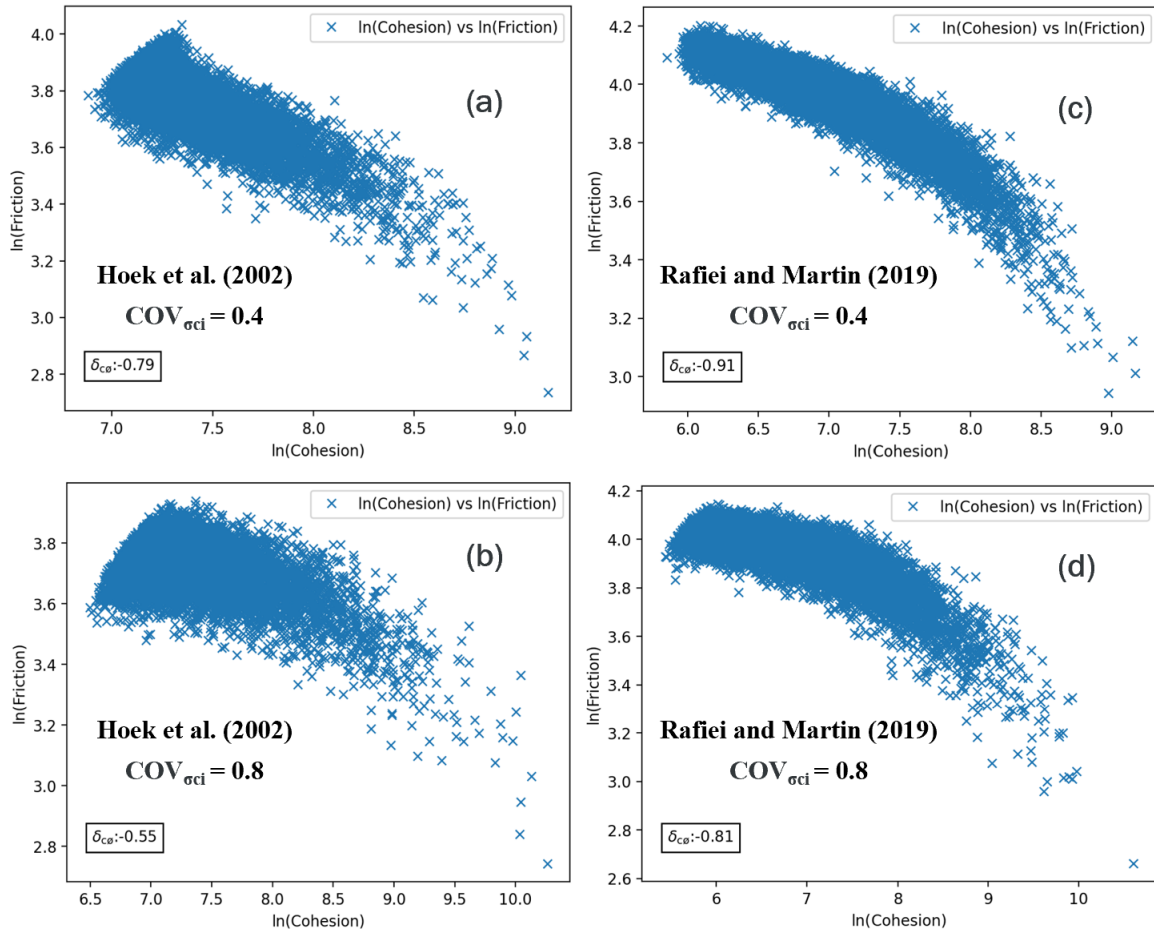 ln(Cohesion) vs ln(Friction)
(a)
4.0
3.8
3.6
3.4
3.2
3.0
2.8
ln(Friction)
Hoek et al. (2002)
COVσci = 0.4
δcø:-0.79
7.0 7.5 8.0 8.5 9.0
ln(Cohesion)
ln(Cohesion) vs ln(Friction)
(c)
4.2
4.0
3.8
3.6
3.4
3.2
3.0
ln(Friction)
Rafiei and Martin (2019)
COVσci = 0.4
δcø:-0.91
6.0 6.5 7.0 7.5 8.0 8.5 9.0
ln(Cohesion)
ln(Cohesion) vs ln(Friction)
(b)
3.8
3.6
3.4
3.2
3.0
2.8
ln(Friction)
Hoek et al. (2002)
COVσci = 0.8
δcø:-0.55
6.5 7.0 7.5 8.0 8.5 9.0 9.5 10.0
ln(Cohesion)
ln(Cohesion) vs ln(Friction)
(d)
4.2
4.0
3.8
3.6
3.4
3.2
3.0
2.8
2.6
ln(Friction)
Rafiei and Martin (2019)
COVσci = 0.8
δcø:-0.81
6 7 8 9 10
ln(Cohesion)